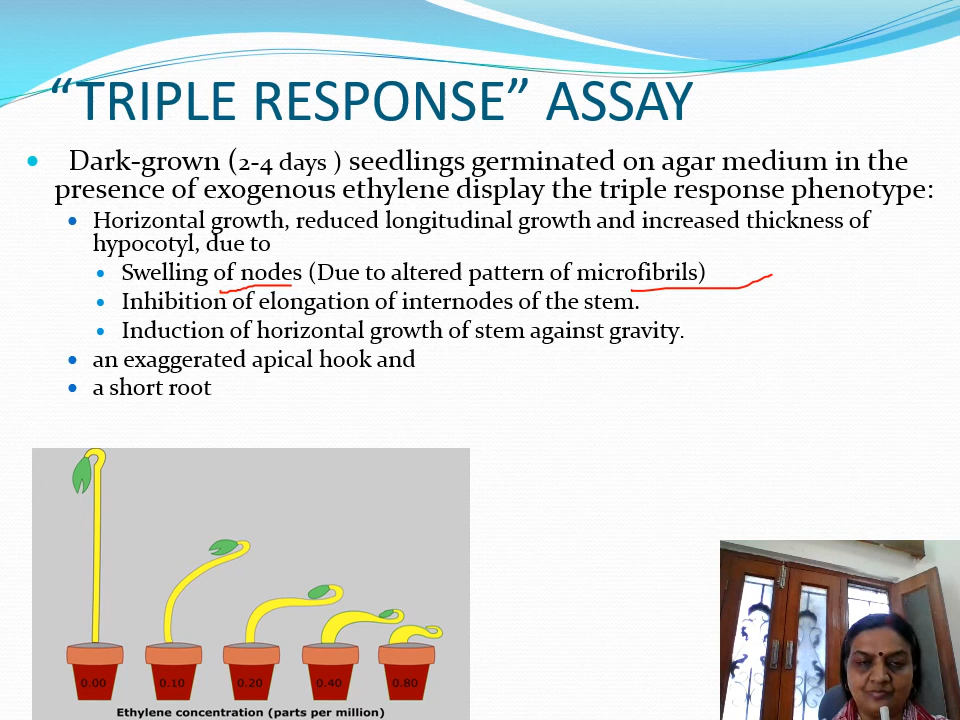 “TRIPLE RESPONSE” ASSAY
Dark-grown (2-4 days ) seedlings germinated on agar medium in the
presence of exogenous ethylene display the triple response phenotype:
Horizontal growth, reduced longitudinal growth and increased thickness of
hypocotyl, due to
Swelling of nodes (Due to altered pattern of microfibrils)
Inhibition of elongation of internodes of the stem.
Induction of horizontal growth of stem against gravity.
an exaggerated apical hook and
a short root
0.00 0.10 0.20 0.40 0.80
Ethylene concentration (parts per million)